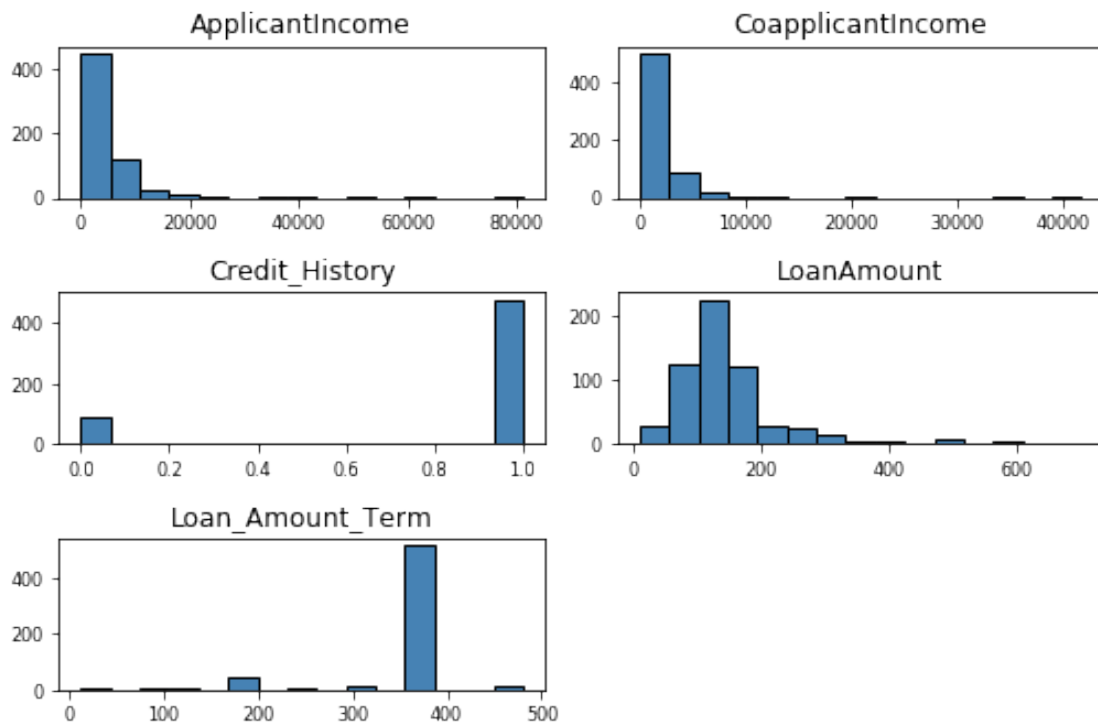 ApplicantIncome
400
200
0
0 20000 40000 60000 80000
CoapplicantIncome
400
200
0
0 10000 20000 30000 40000
Credit_History
400
200
0
0.0 0.2 0.4 0.6 0.8 1.0
LoanAmount
200
100
0
0 200 400 600
Loan_Amount_Term
400
200
0
0 100 200 300 400 500